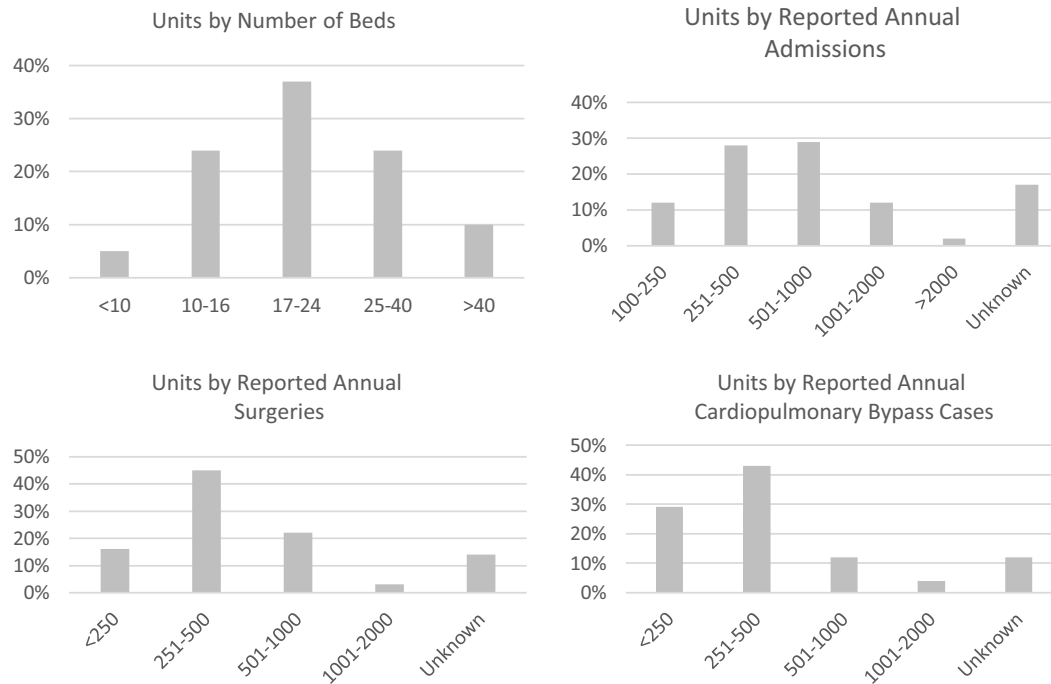 Units by Number of Beds
40%
30%
20%
10%
0%
<10 10-16 17-24 25-40 >40
Units by Reported Annual
Admissions
40%
30%
20%
10%
0%
100-250 251-500 501-1000 1001-2000 >2000 Unknown
Units by Reported Annual
Surgeries
50%
40%
30%
20%
10%
0%
<250 251-500 501-1000 1001-2000 Unknown
Units by Reported Annual
Cardiopulmonary Bypass Cases
50%
40%
30%
20%
10%
0%
<250 251-500 501-1000 1001-2000 Unknown